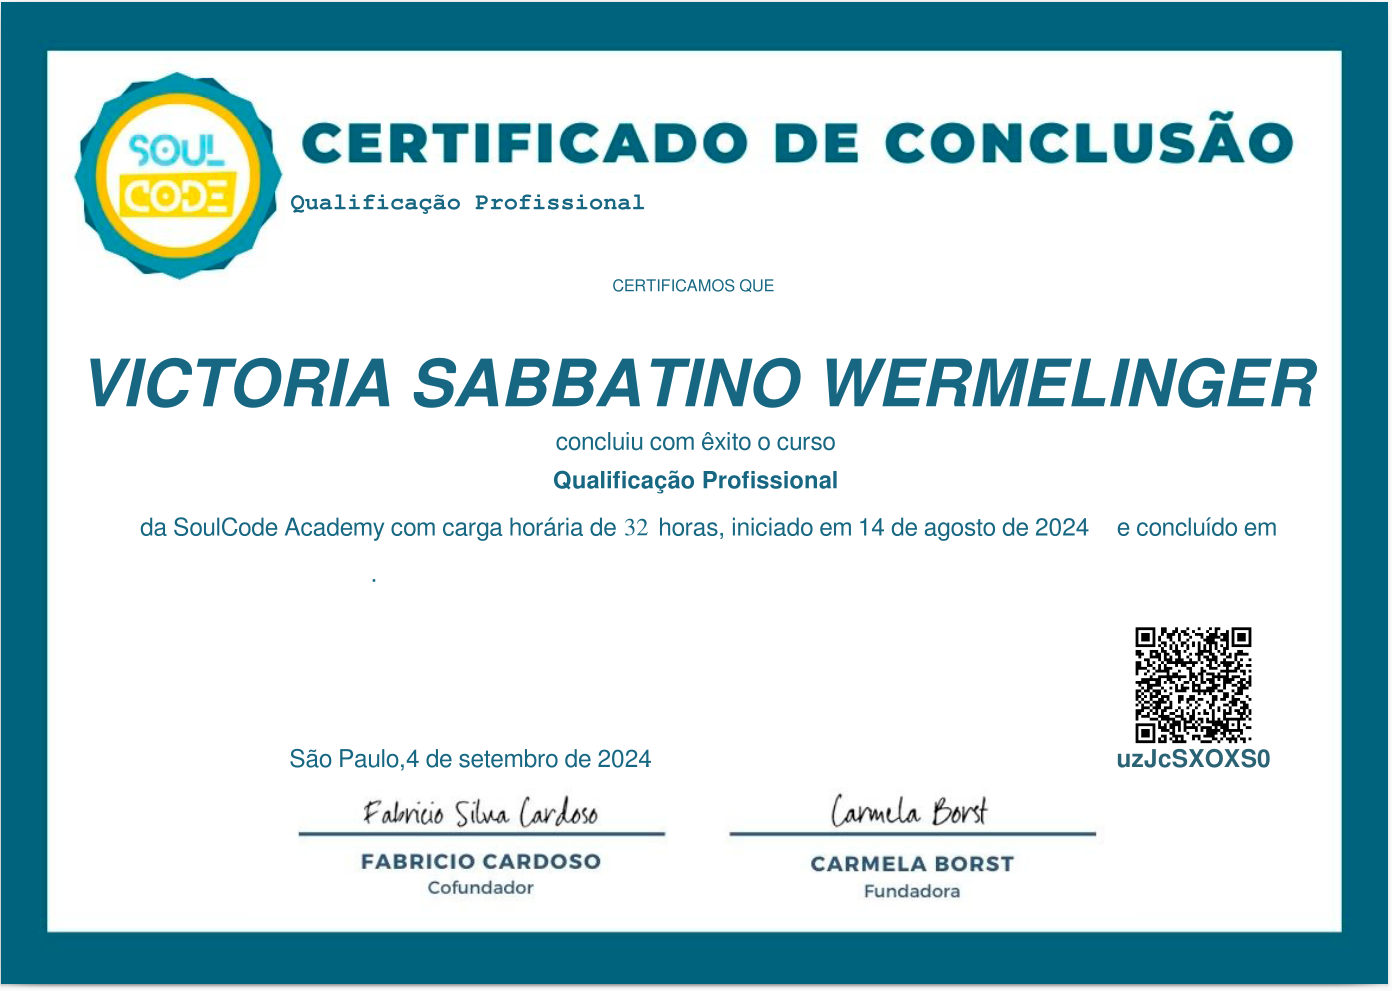 SOUL
CODE
CERTIFICADO DE CONCLUSÃO
Qualificação Profissional
CERTIFICAMOS QUE
VICTORIA SABBATINO WERMELINGER
concluiu com êxito o curso
Qualificação Profissional
da SoulCode Academy com carga horária de 32 horas, iniciado em 14 de agosto de 2024 e concluído em
.
São Paulo,4 de setembro de 2024
uzJcSXOXS0
Fabricio Silva Cardoso
Carmela Borst
FABRICIO CARDOSO
CARMELA BORST
Cofundador
Fundadora